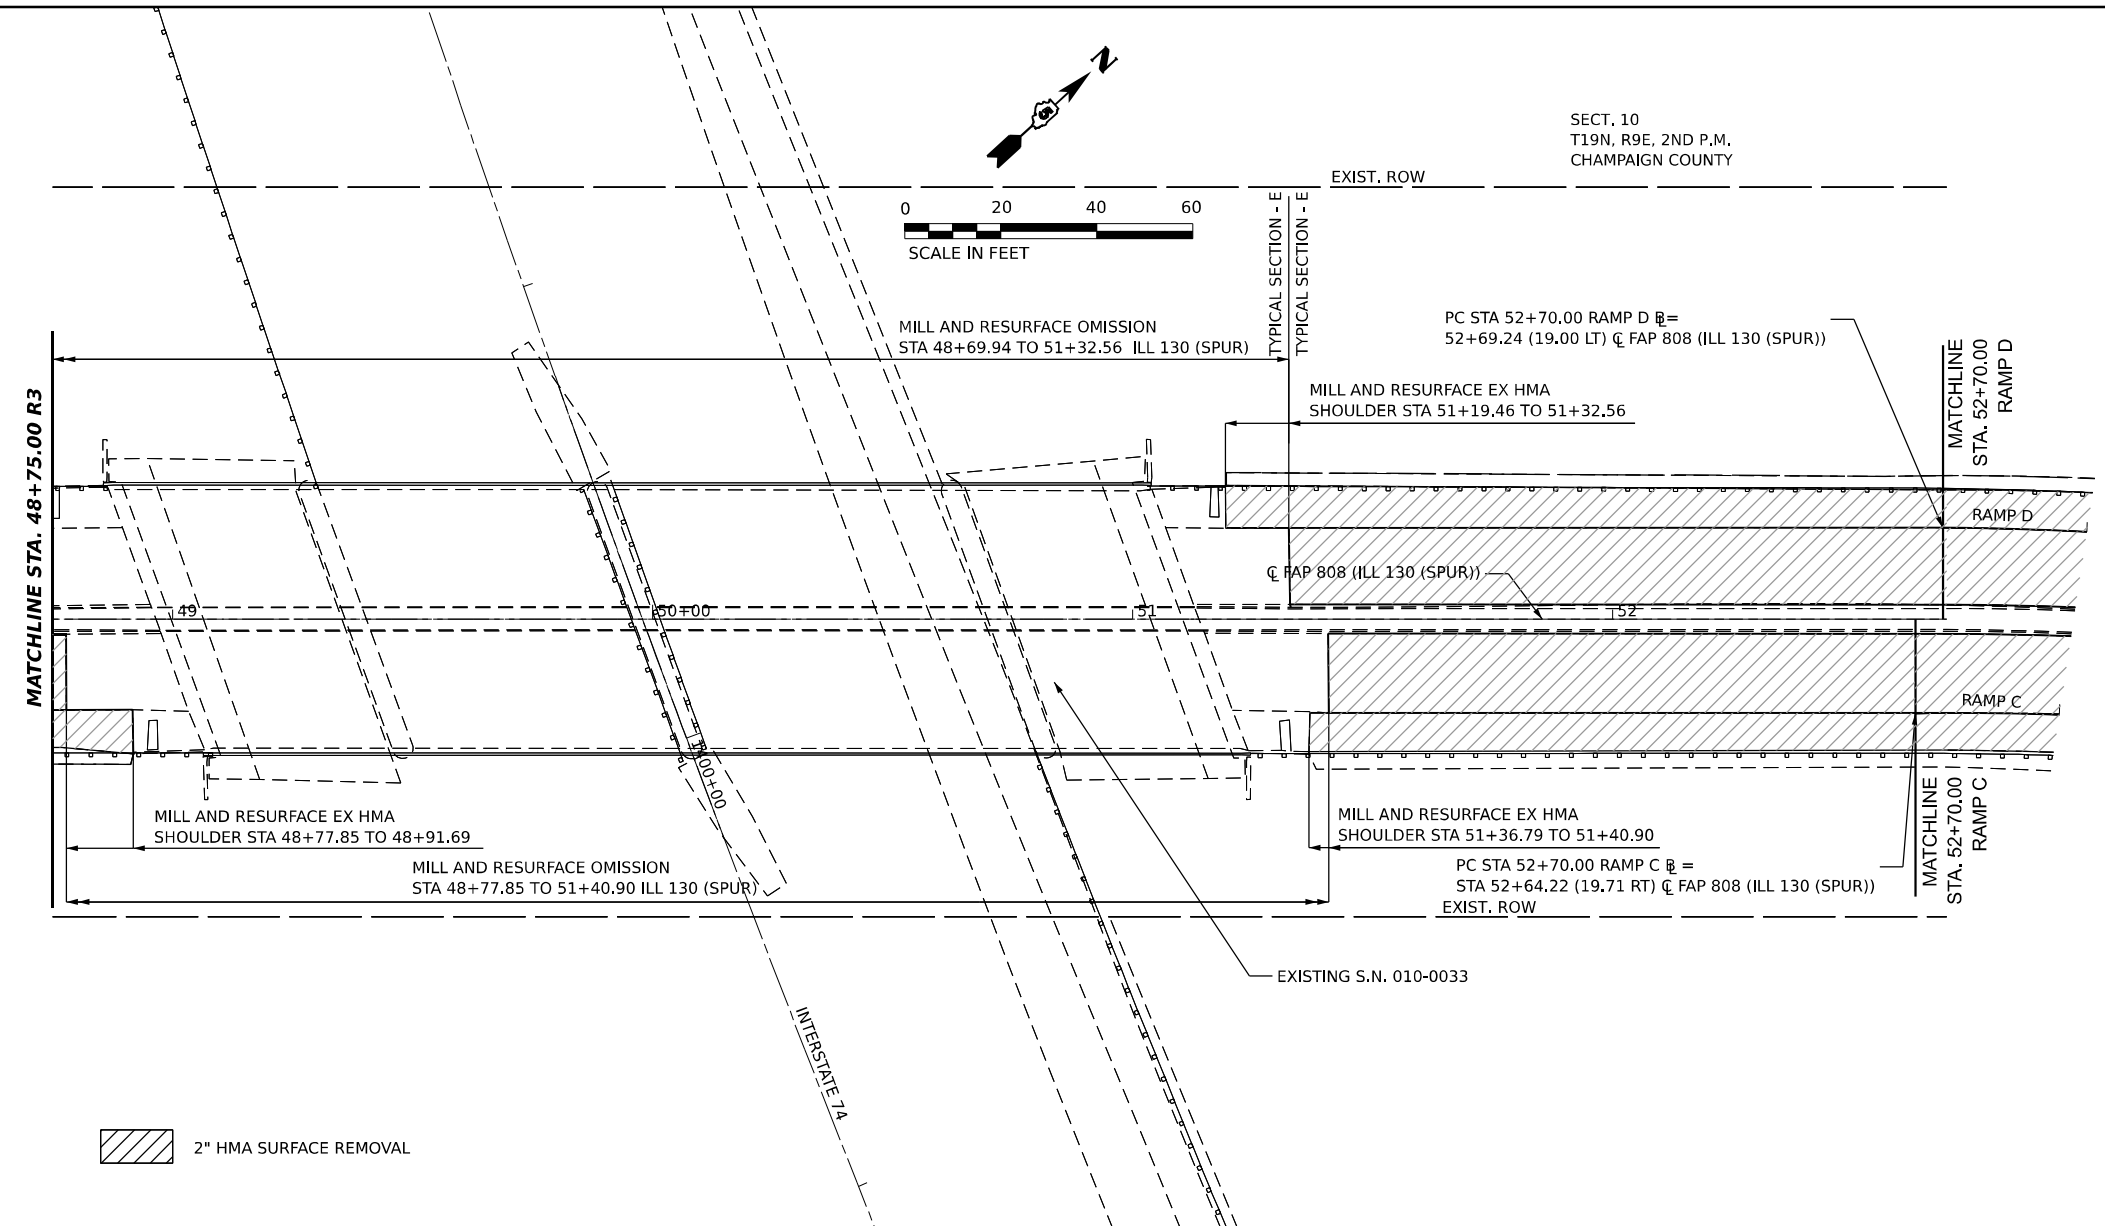 N
5
SECT. 10
T19N, R9E, 2ND P.M.
CHAMPAIGN COUNTY
EXIST. ROW
0 20 40 60
SCALE IN FEET
TYPICAL SECTION - E
TYPICAL SECTION - E
MILL AND RESURFACE OMISSION
STA 48+69.94 TO 51+32.56 ILL 130 (SPUR)
PC STA 52+70.00 RAMP D ⅊=
52+69.24 (19.00 LT) ℄ FAP 808 (ILL 130 (SPUR))
MATCHLINE
STA. 52+70.00
RAMP D
MILL AND RESURFACE EX HMA
SHOULDER STA 51+19.46 TO 51+32.56
MATCHLINE STA. 48+75.00 R3
RAMP D
℄ FAP 808 (ILL 130 (SPUR))
49
50+00
51
52
RAMP C
1400+00
MILL AND RESURFACE EX HMA
SHOULDER STA 48+77.85 TO 48+91.69
MILL AND RESURFACE EX HMA
SHOULDER STA 51+36.79 TO 51+40.90
MATCHLINE
STA. 52+70.00
RAMP C
MILL AND RESURFACE OMISSION
STA 48+77.85 TO 51+40.90 ILL 130 (SPUR)
PC STA 52+70.00 RAMP C ⅊ =
STA 52+64.22 (19.71 RT) ℄ FAP 808 (ILL 130 (SPUR))
EXIST. ROW
EXISTING S.N. 010-0033
INTERSTATE 74
2" HMA SURFACE REMOVAL